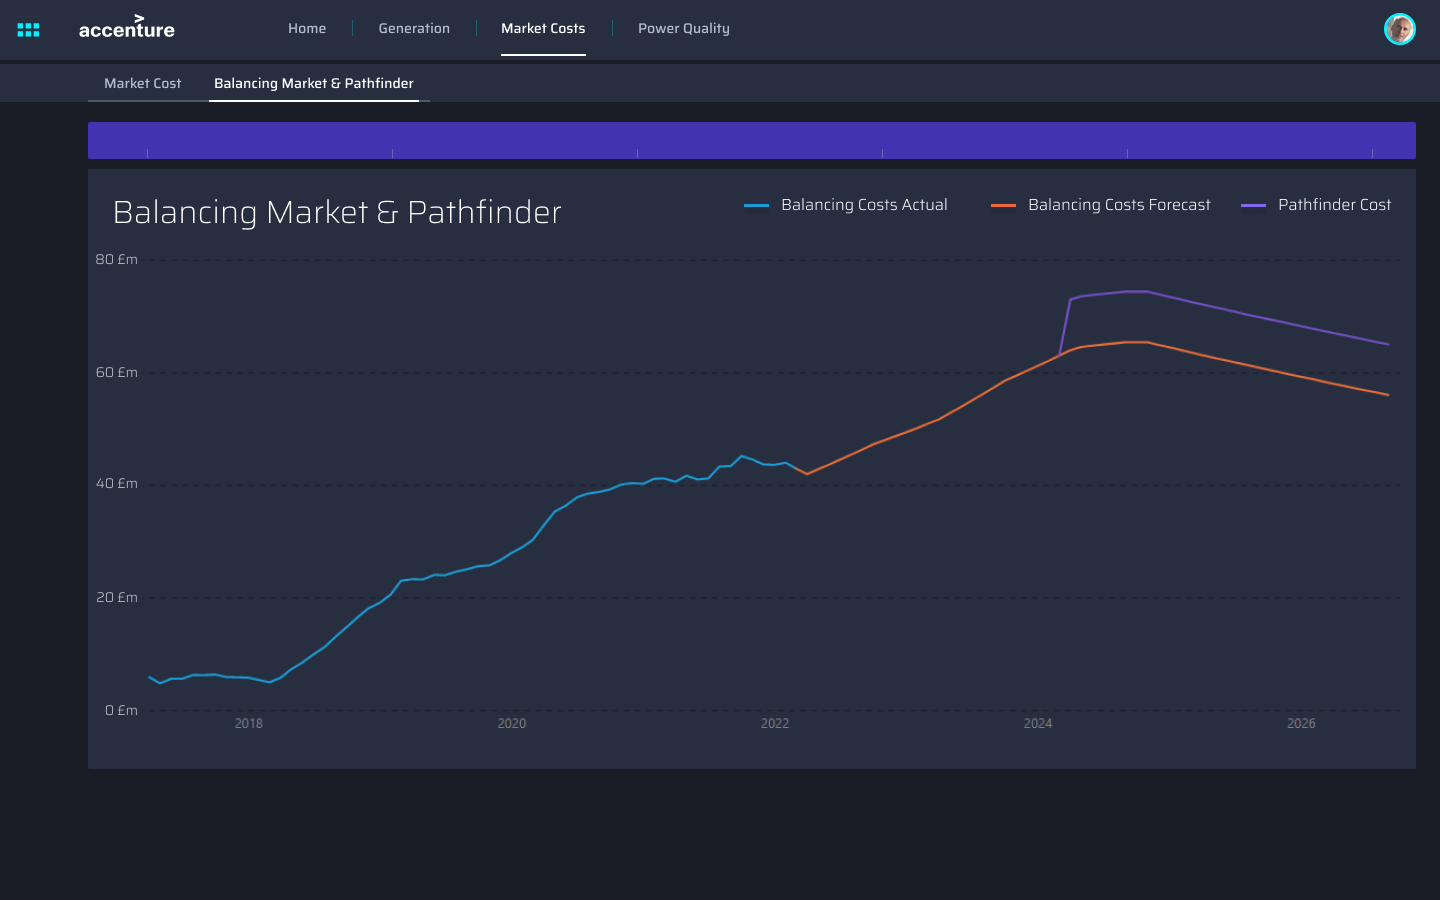 accenture
Home
Generation
Market Costs
Power Quality
Market Cost
Balancing Market & Pathfinder
Balancing Market & Pathfinder
Balancing Costs Actual
Balancing Costs Forecast
Pathfinder Cost
80 £m
60 £m
40 £m
20 £m
0 £m
2018
2020
2022
2024
2026